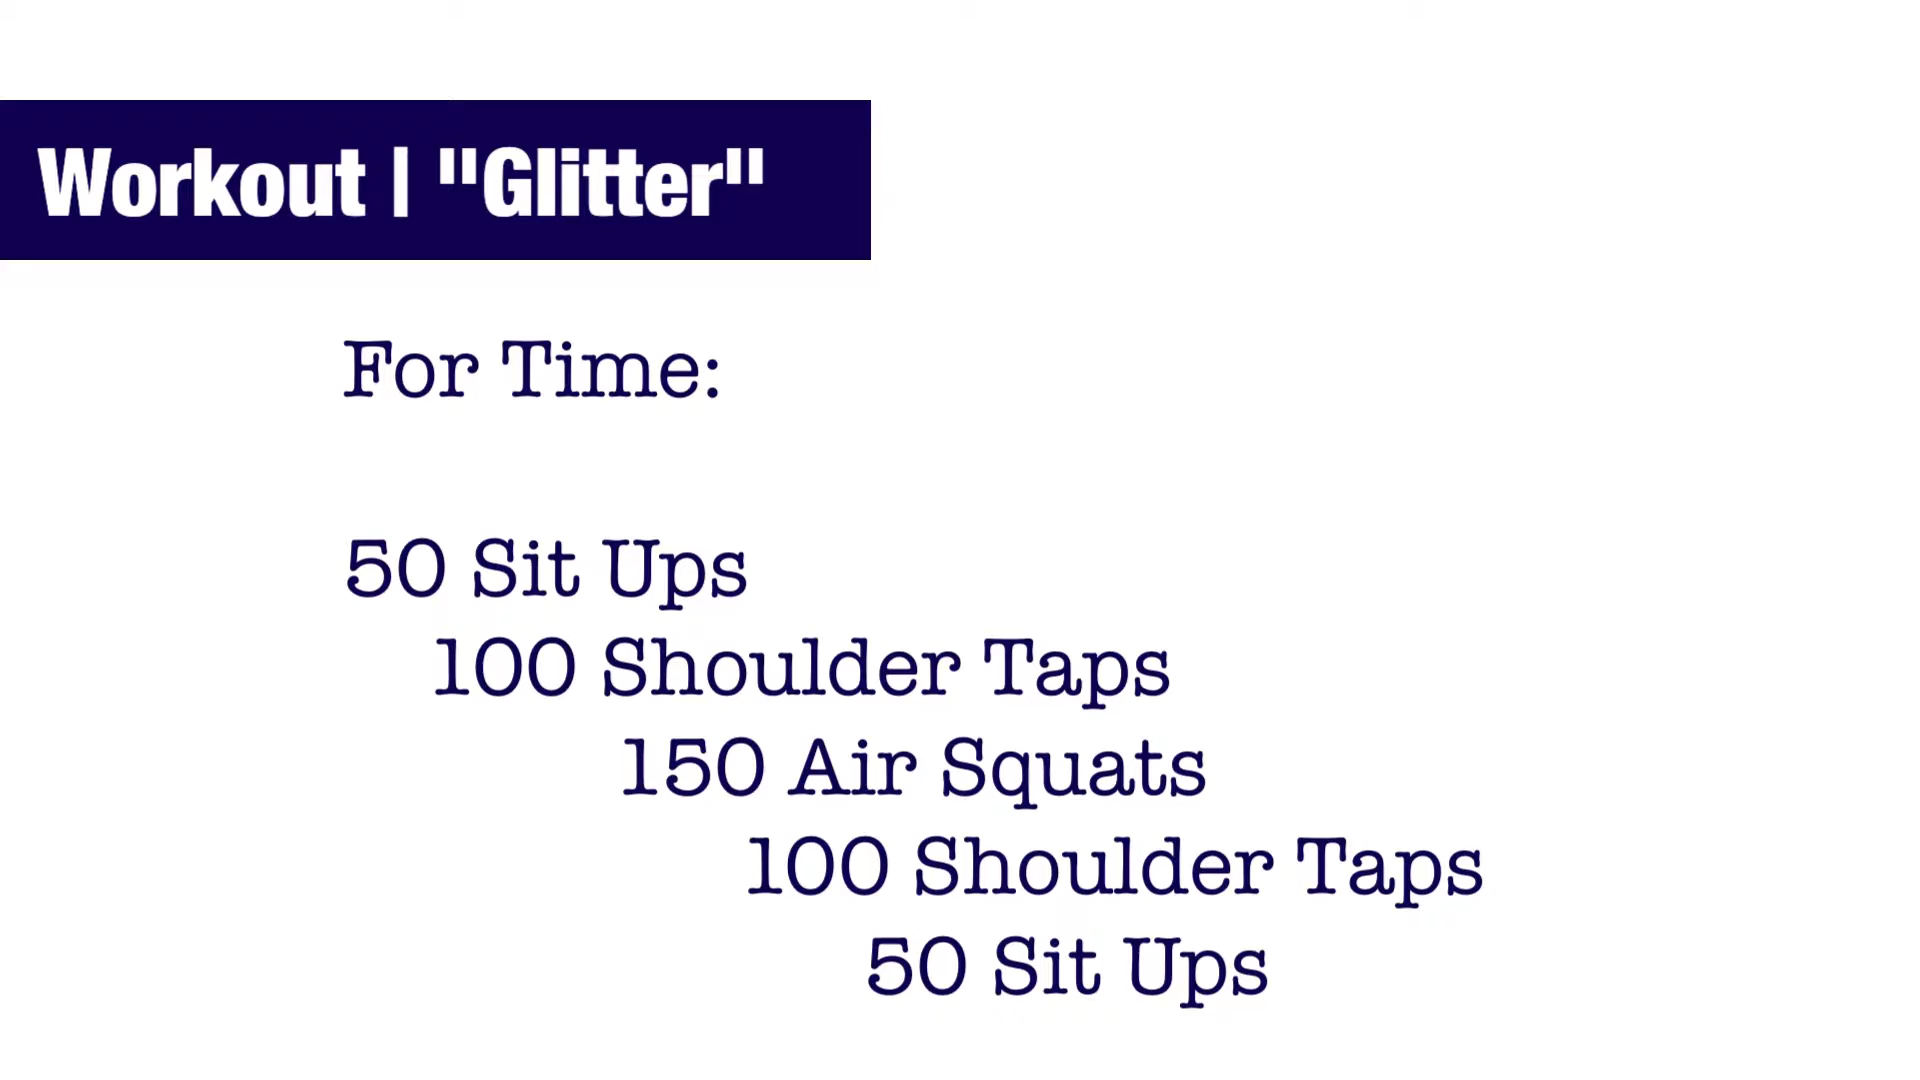 Workout | "Glitter"
For Time:
50 Sit Ups
100 Shoulder Taps
150 Air Squats
100 Shoulder Taps
50 Sit Ups